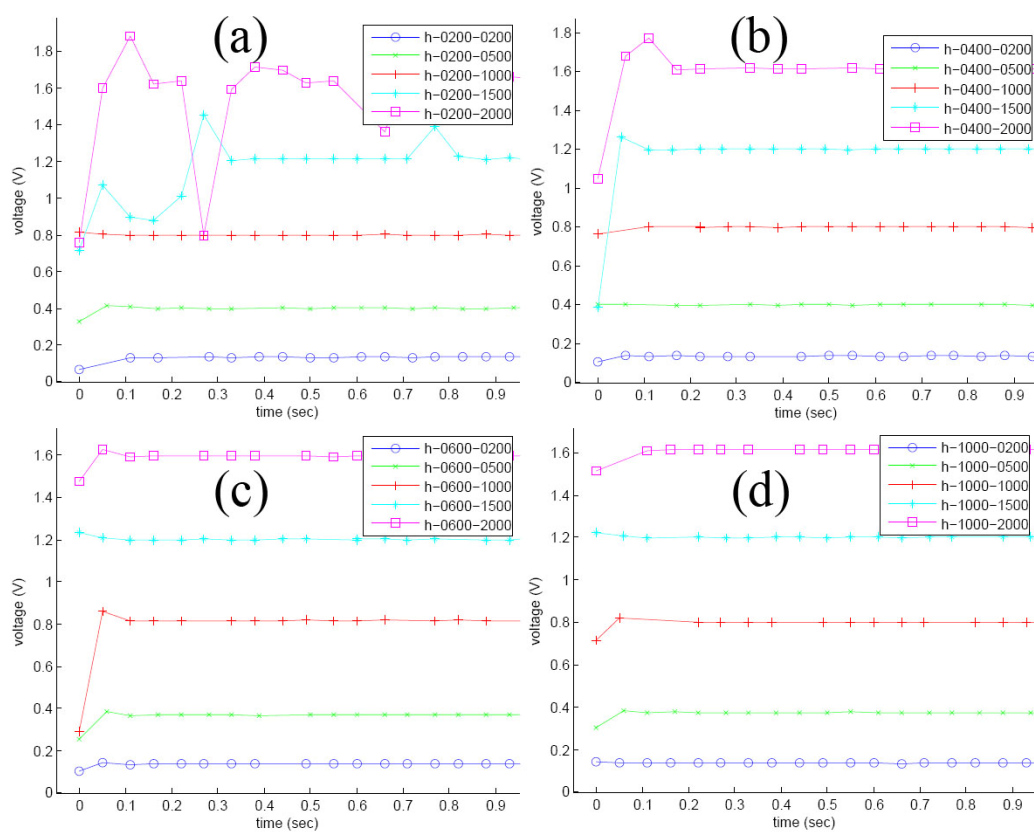 (a)
h-0200-0200
h-0200-0500
h-0200-1000
h-0200-1500
h-0200-2000
voltage (V)
1.8
1.6
1.4
1.2
1
0.8
0.6
0.4
0.2
0
0 0.1 0.2 0.3 0.4 0.5 0.6 0.7 0.8 0.9
time (sec)
(b)
h-0400-0200
h-0400-0500
h-0400-1000
h-0400-1500
h-0400-2000
voltage (V)
1.8
1.6
1.4
1.2
1
0.8
0.6
0.4
0.2
0
0 0.1 0.2 0.3 0.4 0.5 0.6 0.7 0.8 0.9
time (sec)
(c)
h-0600-0200
h-0600-0500
h-0600-1000
h-0600-1500
h-0600-2000
voltage (V)
1.6
1.4
1.2
1
0.8
0.6
0.4
0.2
0
0 0.1 0.2 0.3 0.4 0.5 0.6 0.7 0.8 0.9
time (sec)
(d)
h-1000-0200
h-1000-0500
h-1000-1000
h-1000-1500
h-1000-2000
voltage (V)
1.6
1.4
1.2
1
0.8
0.6
0.4
0.2
0
0 0.1 0.2 0.3 0.4 0.5 0.6 0.7 0.8 0.9
time (sec)